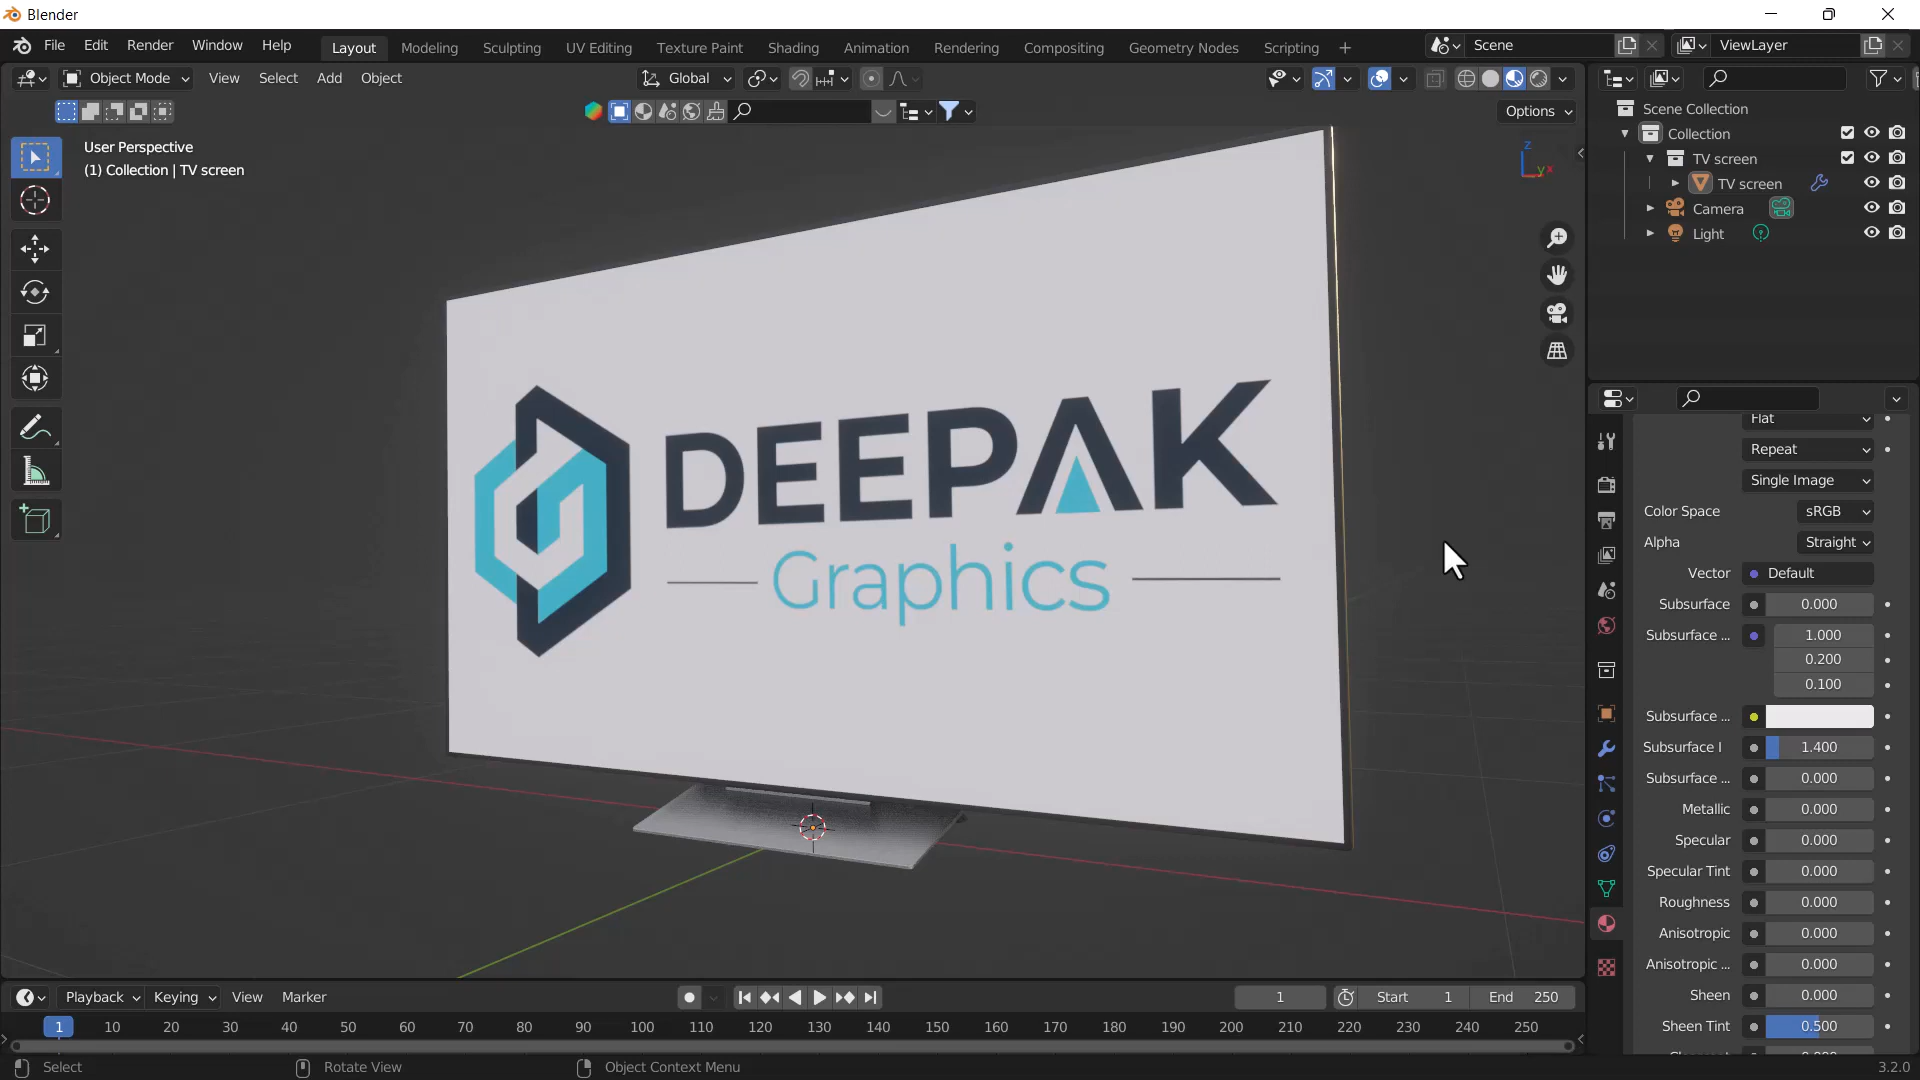 Blender
File Edit Render Window Help
Layout Modeling Sculpting UV Editing Texture Paint Shading Animation Rendering Compositing Geometry Nodes Scripting +
Scene
ViewLayer
Object Mode View Select Add Object
Global
Options
User Perspective
(1) Collection | TV screen
Z
Y
X
DEEPAK
Graphics
Scene Collection
Collection
TV screen
TV screen
Camera
Light
Flat
Repeat
Single Image
Color Space sRGB
Alpha Straight
Vector Default
Subsurface 0.000
Subsurface ... 1.000
0.200
0.100
Subsurface ...
Subsurface I 1.400
Subsurface ... 0.000
Metallic 0.000
Specular 0.000
Specular Tint 0.000
Roughness 0.000
Anisotropic 0.000
Anisotropic ... 0.000
Sheen 0.000
Sheen Tint 0.500
Playback Keying View Marker
1
Start 1
End 250
1 10 20 30 40 50 60 70 80 90 100 110 120 130 140 150 160 170 180 190 200 210 220 230 240 250
Select
Rotate View
Object Context Menu
3.2.0